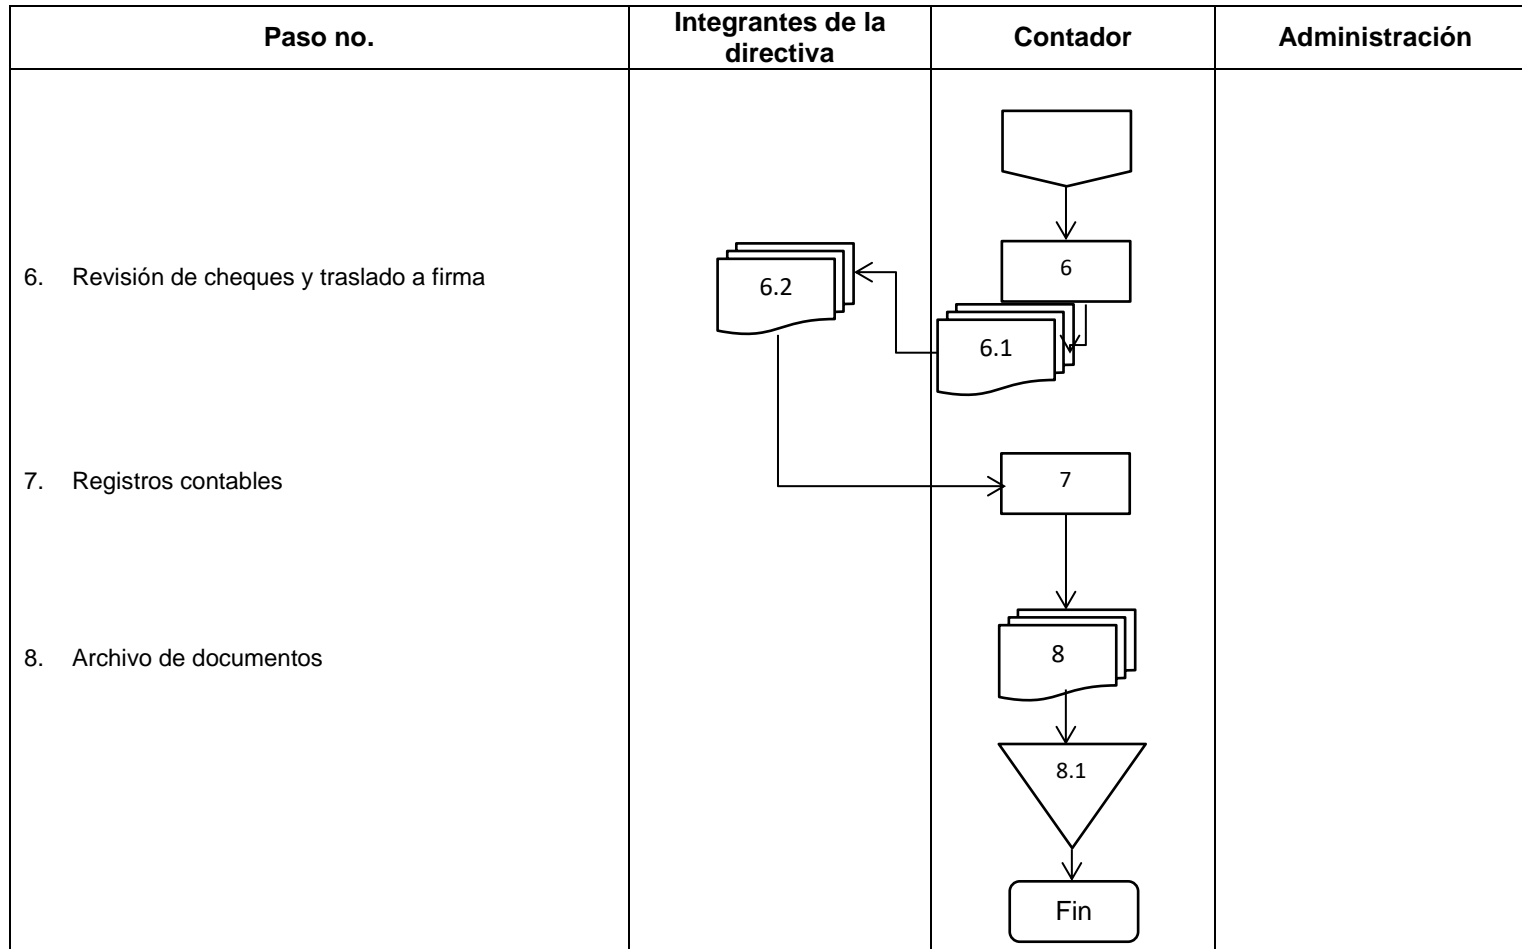 Paso no.
Integrantes de la
directiva
Contador
Administración
6. Revisión de cheques y traslado a firma
6.2
6
6.1
7. Registros contables
7
8. Archivo de documentos
8
8.1
Fin